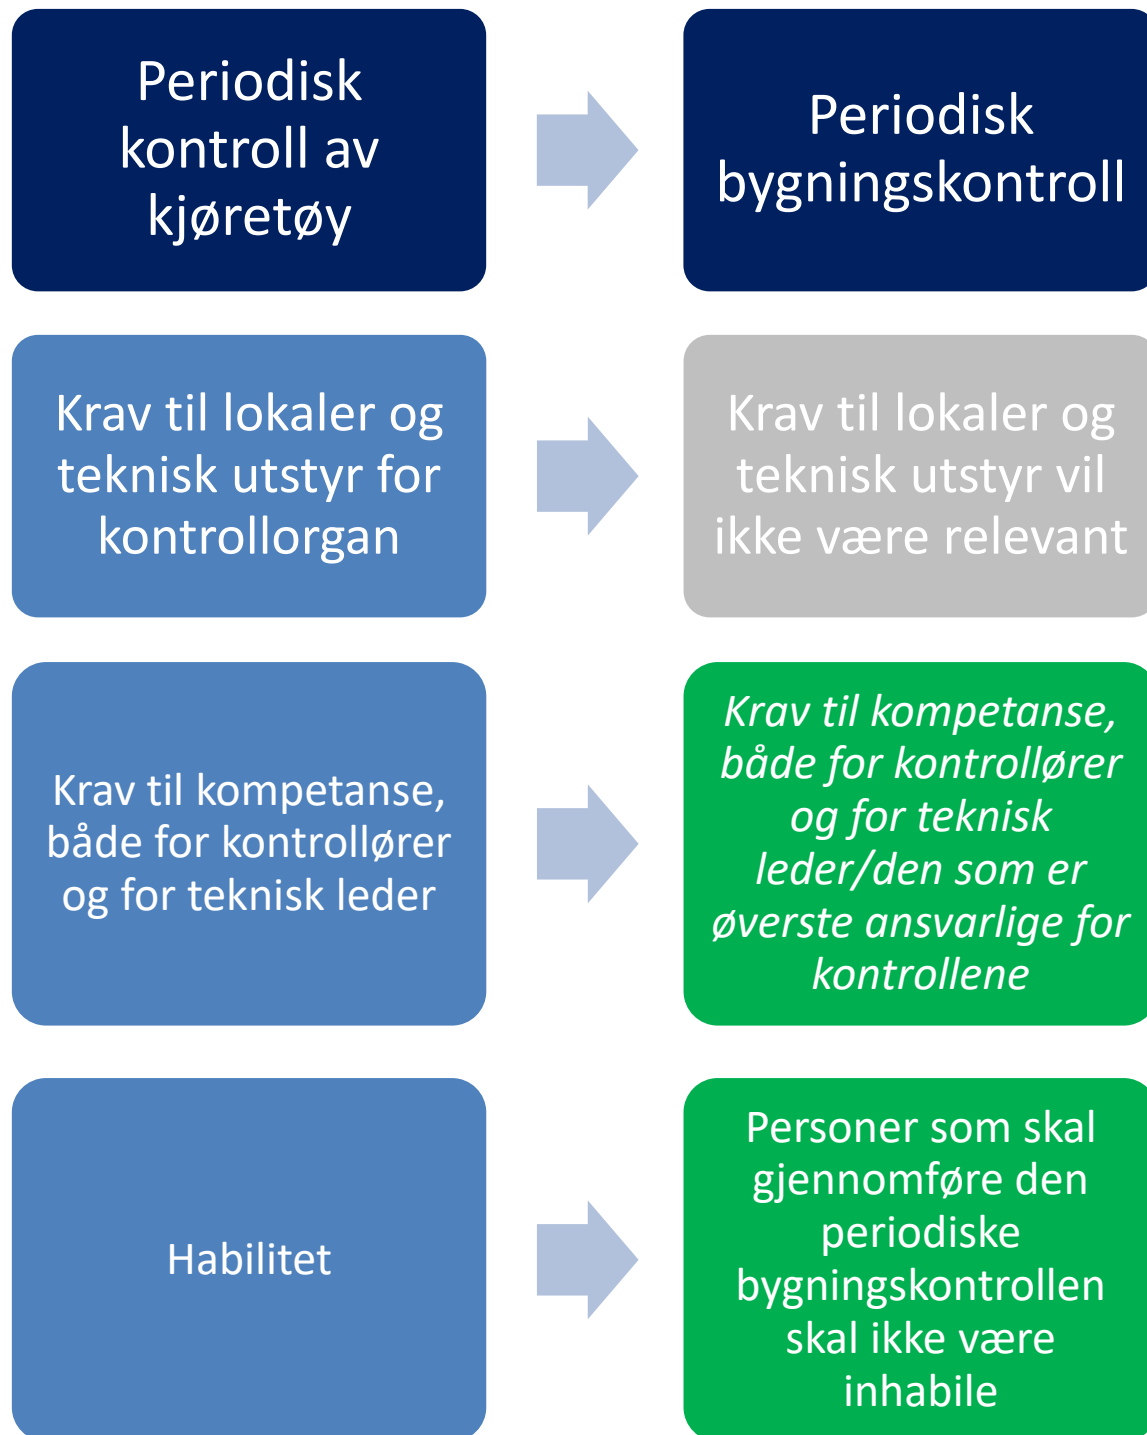 Periodisk
kontroll av
kjøretøy
Periodisk
bygningskontroll
Krav til lokaler og
teknisk utstyr for
kontrollorgan
Krav til lokaler og
teknisk utstyr vil
ikke være relevant
Krav til kompetanse,
både for kontrollører
og for teknisk leder
Krav til kompetanse,
både for kontrollører
og for teknisk
leder/den som er
øverste ansvarlige for
kontrollene
Habilitet
Personer som skal
gjennomføre den
periodiske
bygningskontrollen
skal ikke være
inhabile